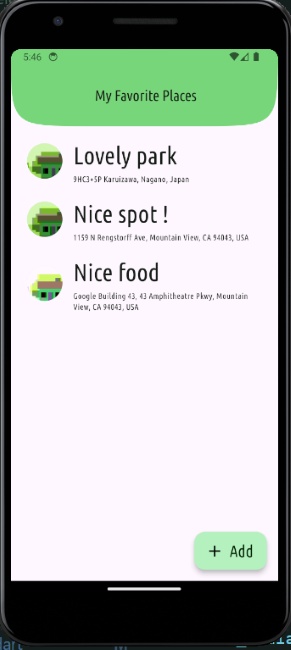 5:46
My Favorite Places
Lovely park
9HC3+5P Karuizawa, Nagano, Japan
Nice spot !
1159 N Rengstorff Ave, Mountain View, CA 94043, USA
Nice food
Google Building 43, 43 Amphitheatre Pkwy, Mountain
View, CA 94043, USA
+ Add